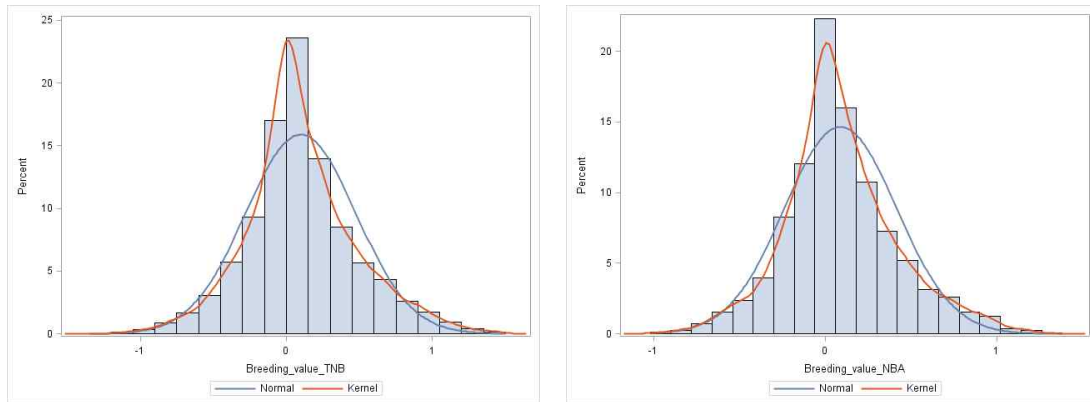 25
20
15
10
5
0
Percent
-1 0 1
Breeding_value_TNB
Normal Kernel
20
15
10
5
0
Percent
-1 0 1
Breeding_value_NBA
Normal Kernel